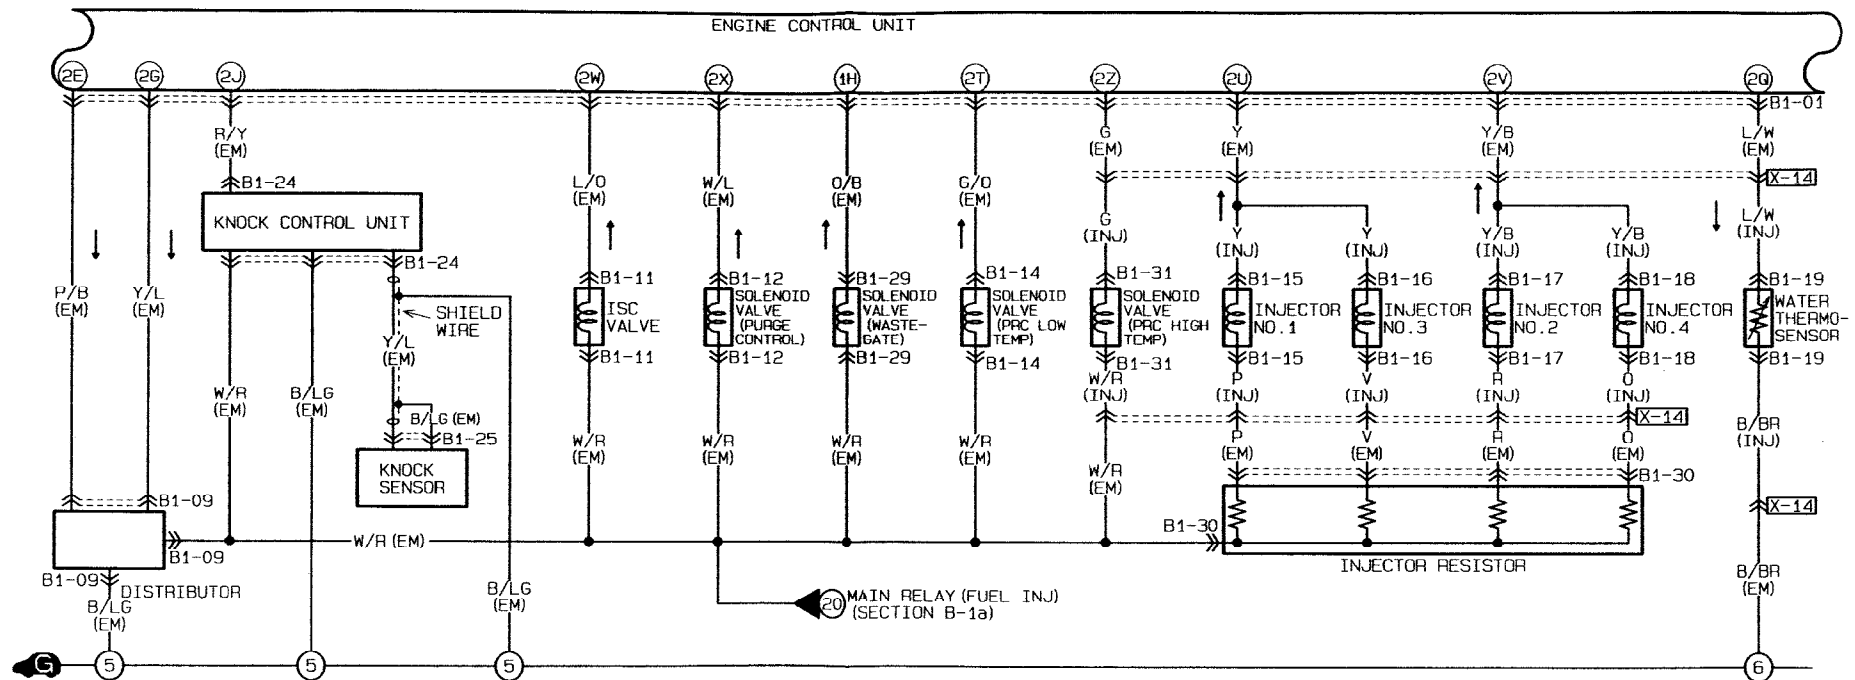 ENGINE CONTROL UNIT
2E 2G 2J 2W 2X 1H 2T 2Z 2U 2V 2Q
B1-01
R/Y
(EM)
G
(EM)
Y
(EM)
Y/B
(EM)
L/W
(EM)
B1-24
L/O
(EM)
W/L
(EM)
O/B
(EM)
G/O
(EM)
X-14
KNOCK CONTROL UNIT
G
(INJ)
Y
(INJ)
Y
(INJ)
Y/B
(INJ)
Y/B
(INJ)
L/W
(INJ)
B1-24
P/B
(EM)
Y/L
(EM)
B1-11
B1-12
B1-29
B1-14
B1-31
B1-15
B1-16
B1-17
B1-18
B1-19
SHIELD
WIRE
Y/L
(EM)
ISC
VALVE
SOLENOID
VALVE
(PURGE
CONTROL)
SOLENOID
VALVE
(WASTE-
GATE)
SOLENOID
VALVE
(PRC LOW
TEMP)
SOLENOID
VALVE
(PRC HIGH
TEMP)
INJECTOR
NO.1
INJECTOR
NO.3
INJECTOR
NO.2
INJECTOR
NO.4
WATER
THERMO-
SENSOR
B1-11
B1-12
B1-29
B1-14
B1-31
B1-15
B1-16
B1-17
B1-18
B1-19
W/R
(EM)
B/LG
(EM)
B/LG (EM)
W/R
(INJ)
P
(INJ)
V
(INJ)
R
(INJ)
O
(INJ)
X-14
B1-25
KNOCK
SENSOR
W/R
(EM)
W/R
(EM)
W/R
(EM)
W/R
(EM)
W/R
(EM)
P
(EM)
V
(EM)
R
(EM)
O
(EM)
B/BR
(INJ)
B1-30
B1-09
X-14
B1-30
W/R (EM)
B1-09
INJECTOR RESISTOR
B1-09
DISTRIBUTOR
B/LG
(EM)
B/LG
(EM)
20 MAIN RELAY (FUEL INJ)
(SECTION B-1a)
B/BR
(EM)
G 5 5 5 6